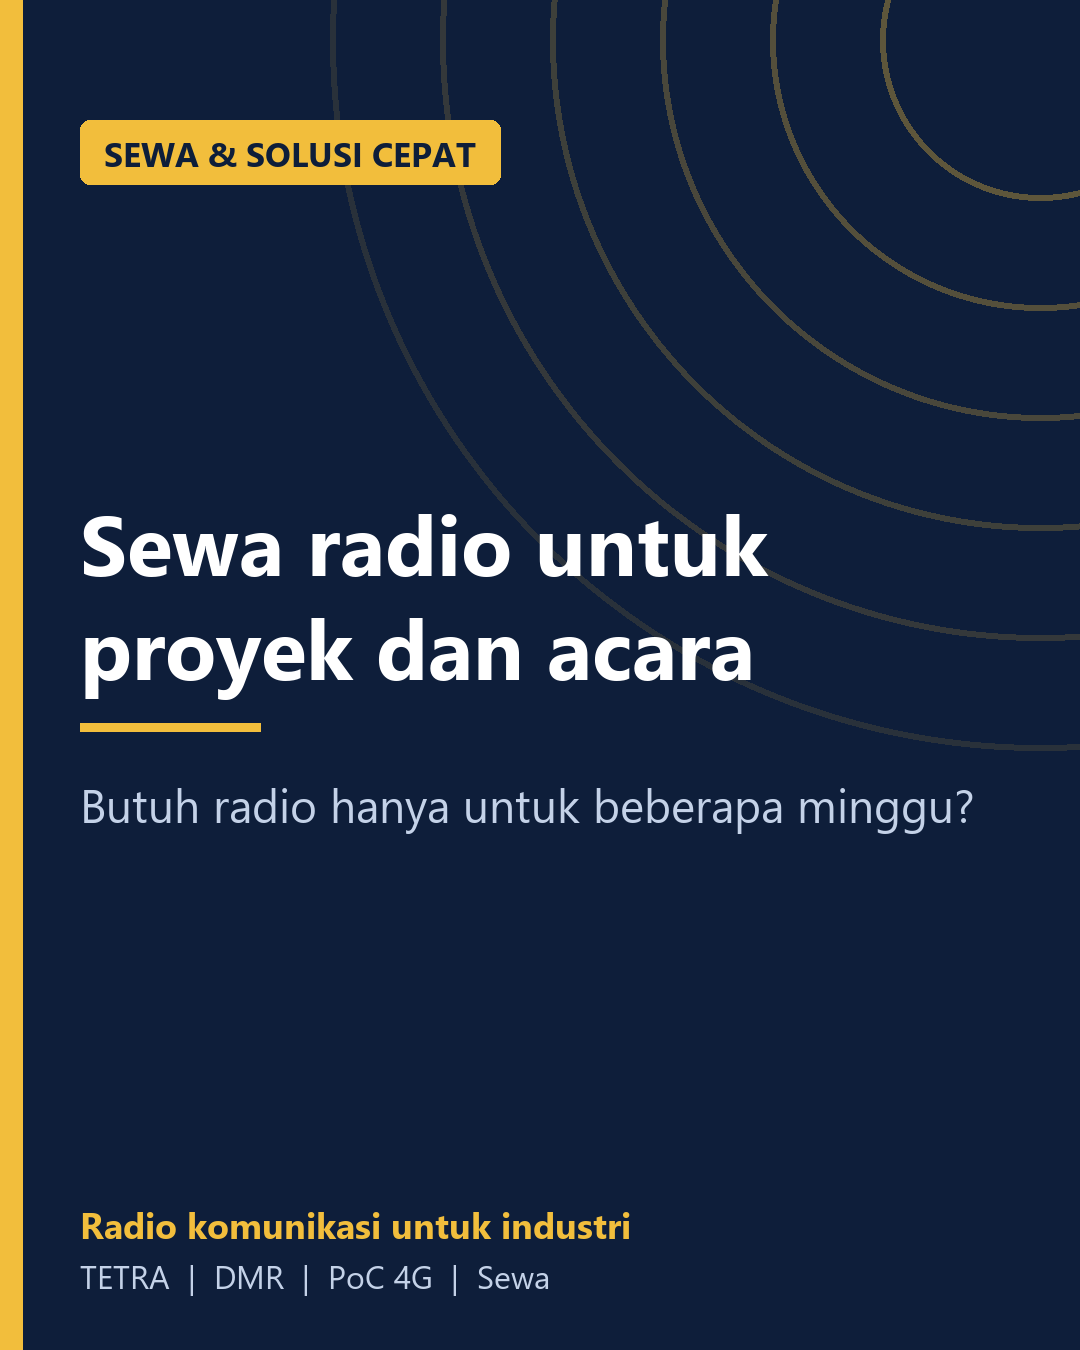 SEWA & SOLUSI CEPAT
Sewa radio untuk
proyek dan acara
Butuh radio hanya untuk beberapa minggu?
Radio komunikasi untuk industri
TETRA | DMR | PoC 4G | Sewa